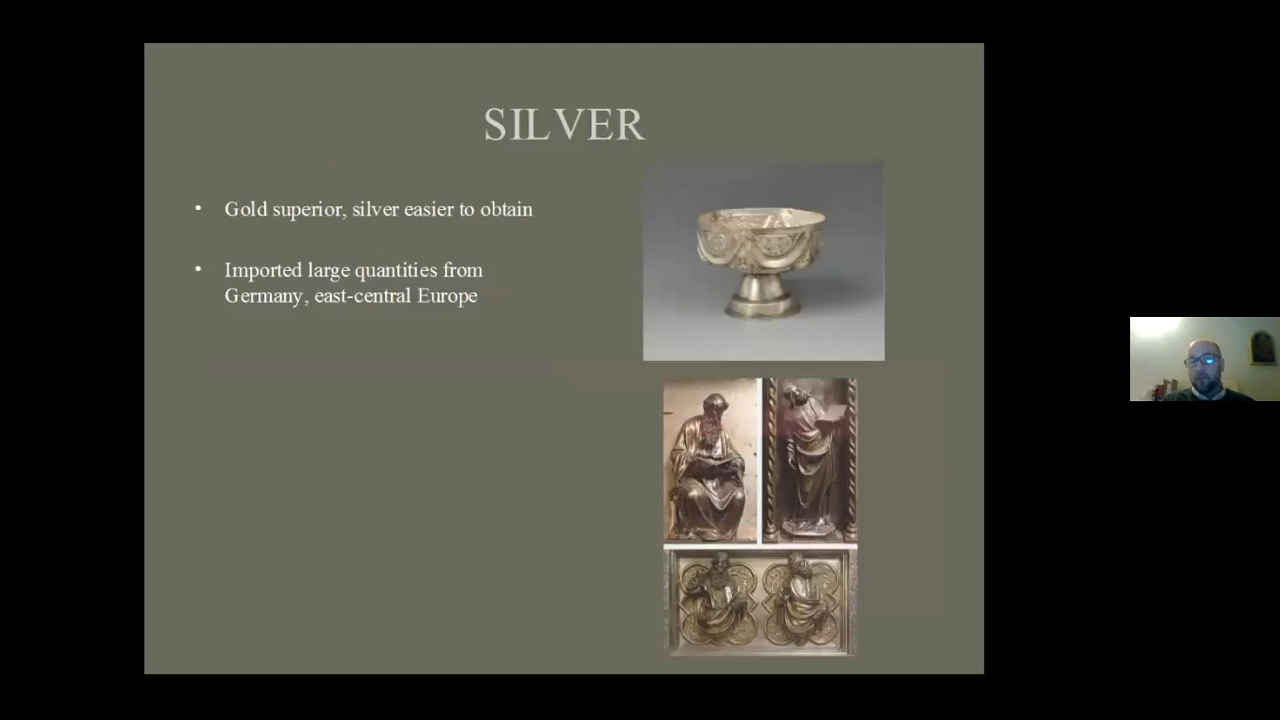 SILVER
• Gold superior, silver easier to obtain
• Imported large quantities from
Germany, east-central Europe